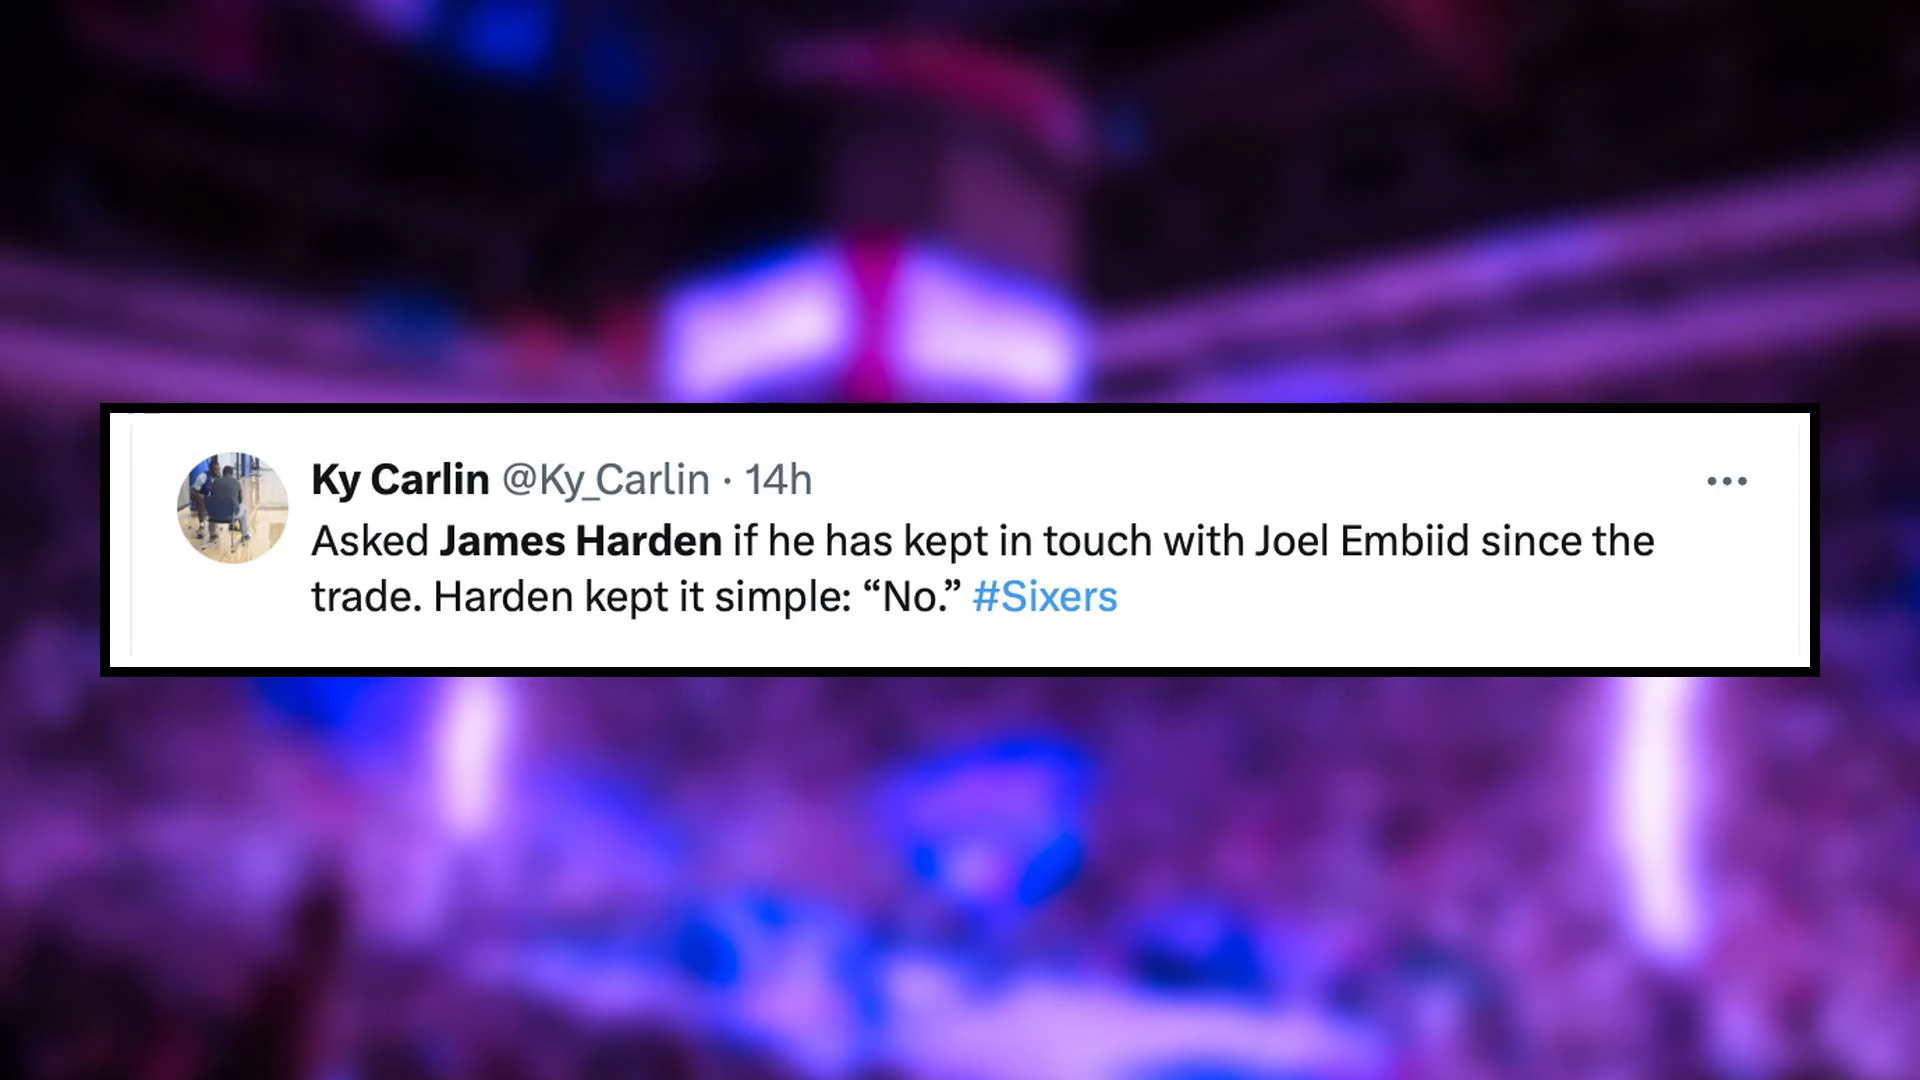 Ky Carlin @Ky_Carlin · 14h
Asked James Harden if he has kept in touch with Joel Embiid since the
trade. Harden kept it simple: “No.” #Sixers